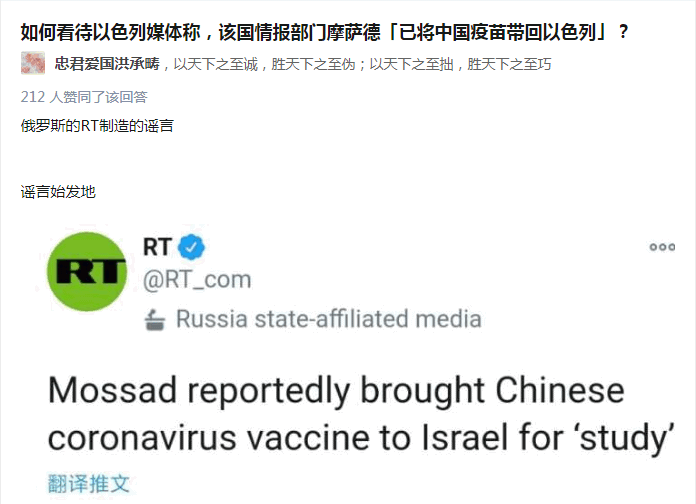 如何看待以色列媒体称，该国情报部门摩萨德「已将中国疫苗带回以色列」？
忠君爱国洪承畴，以天下之至诚，胜天下之至伪；以天下之至拙，胜天下之至巧
212 人赞同了该回答
俄罗斯的RT制造的谣言
谣言始发地
RT
RT
@RT_com
Russia state-affiliated media
Mossad reportedly brought Chinese
coronavirus vaccine to Israel for ‘study’
翻译推文